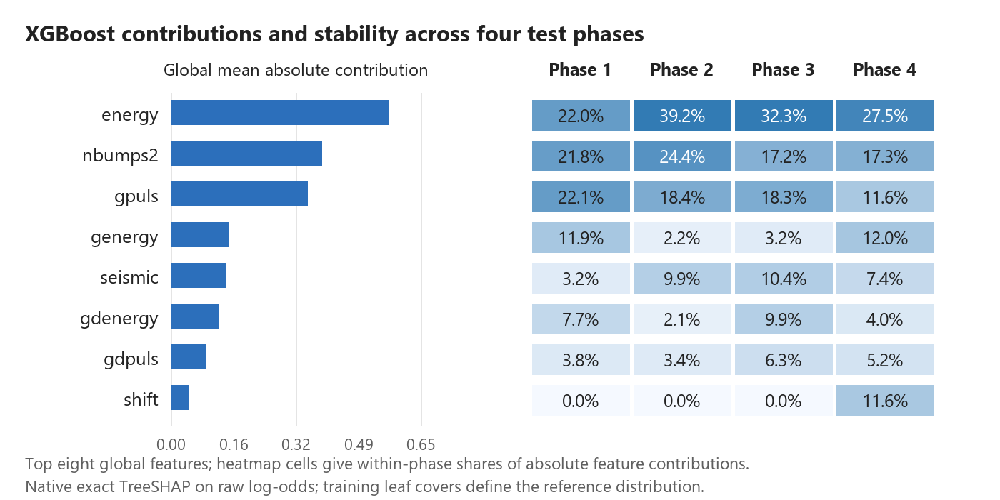 XGBoost contributions and stability across four test phases
Global mean absolute contribution Phase 1 Phase 2 Phase 3 Phase 4
energy 22.0% 39.2% 32.3% 27.5%
nbumps2 21.8% 24.4% 17.2% 17.3%
gpuls 22.1% 18.4% 18.3% 11.6%
genergy 11.9% 2.2% 3.2% 12.0%
seismic 3.2% 9.9% 10.4% 7.4%
gdenergy 7.7% 2.1% 9.9% 4.0%
gdpuls 3.8% 3.4% 6.3% 5.2%
shift 0.0% 0.0% 0.0% 11.6%
0.00 0.16 0.32 0.49 0.65
Top eight global features; heatmap cells give within-phase shares of absolute feature contributions.
Native exact TreeSHAP on raw log-odds; training leaf covers define the reference distribution.